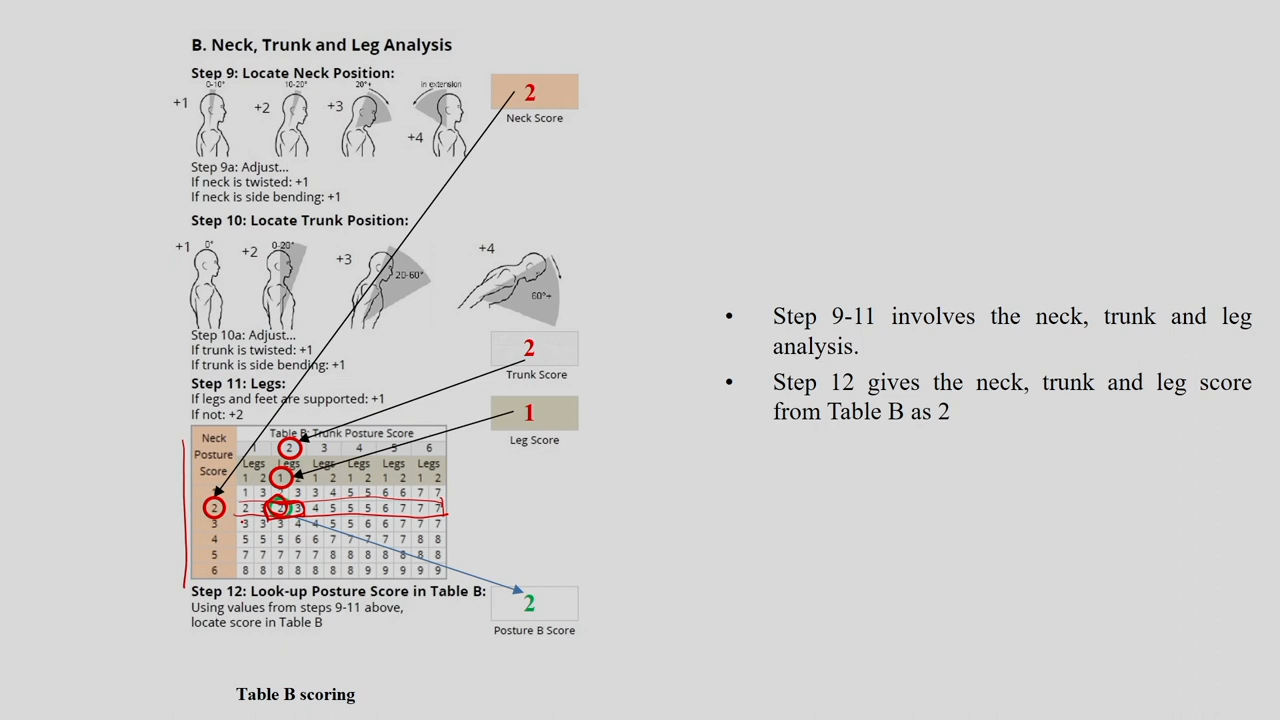 B. Neck, Trunk and Leg Analysis
Step 9: Locate Neck Position:
0-10° 10-20° 20°+ in extension
+1 +2 +3 +4
2
Neck Score
Step 9a: Adjust...
If neck is twisted: +1
If neck is side bending: +1
Step 10: Locate Trunk Position:
+1 0° +2 0-20° +3 20-60° +4 60°+
Step 10a: Adjust...
If trunk is twisted: +1
If trunk is side bending: +1
2
Trunk Score
Step 11: Legs:
If legs and feet are supported: +1
If not: +2
1
Leg Score
Neck Posture Score
Table B: Trunk Posture Score
1 2 3 4 5 6
Legs Legs Legs Legs Legs Legs
1 2 1 2 1 2 1 2 1 2 1 2
1 3 2 3 3 4 5 5 6 6 7 7
2 2 3 2 3 4 5 5 5 6 7 7 7
3 3 3 3 4 4 5 5 6 6 7 7 7
4 5 5 5 6 6 7 7 7 7 7 8 8
5 7 7 7 7 7 8 8 8 8 8 8 8
6 8 8 8 8 8 8 8 9 9 9 9 9
Step 12: Look-up Posture Score in Table B:
Using values from steps 9-11 above,
locate score in Table B
2
Posture B Score
Table B scoring
• Step 9-11 involves the neck, trunk and leg
analysis.
• Step 12 gives the neck, trunk and leg score
from Table B as 2